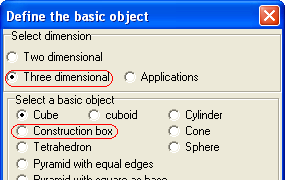 Define the basic object
Select dimension
Two dimensional
Three dimensional Applications
Select a basic object
Cube cuboid Cylinder
Construction box Cone
Tetrahedron Sphere
Pyramid with equal edges
Pyramid with square as base